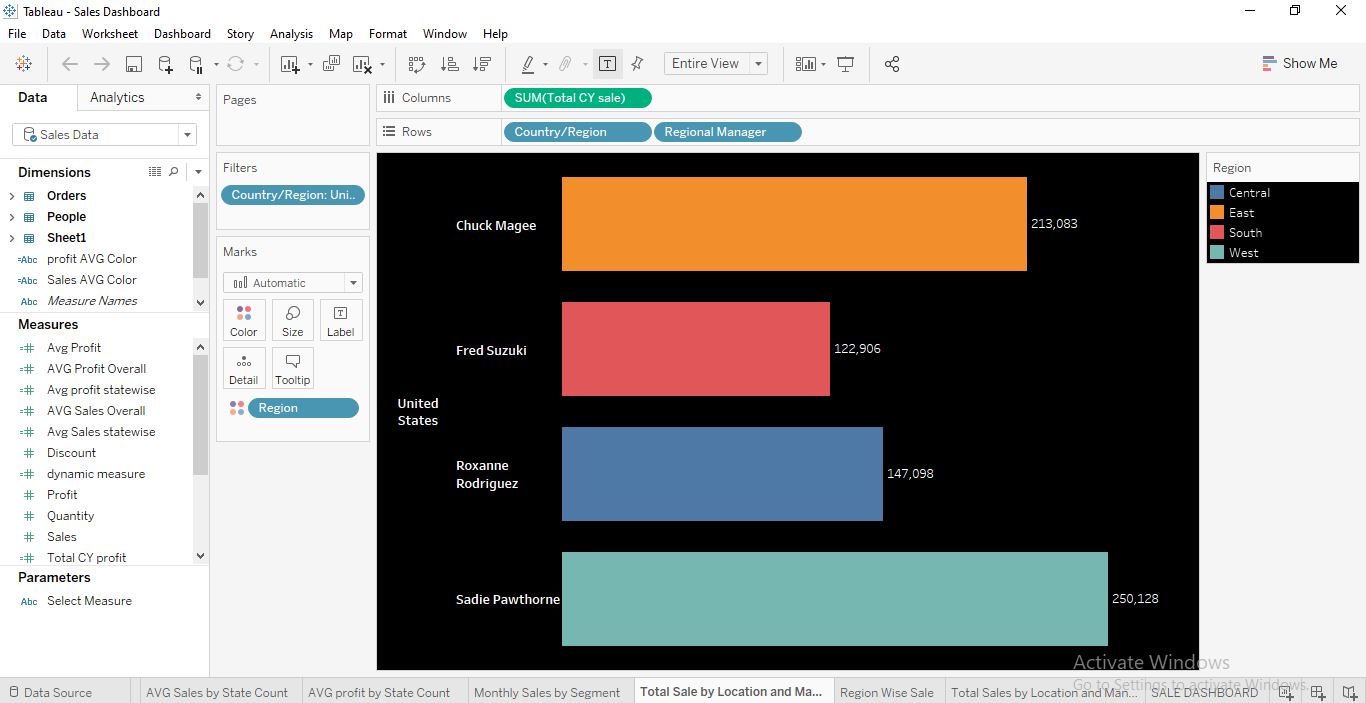 Tableau - Sales Dashboard
File Data Worksheet Dashboard Story Analysis Map Format Window Help
Entire View
Show Me
Data Analytics
Sales Data
Dimensions
Orders
People
Sheet1
=Abc profit AVG Color
=Abc Sales AVG Color
Abc Measure Names
Measures
Avg Profit
AVG Profit Overall
Avg profit statewise
AVG Sales Overall
Avg Sales statewise
Discount
dynamic measure
Profit
Quantity
Sales
Total CY profit
Parameters
Abc Select Measure
Pages
Filters
Country/Region: Uni..
Marks
Automatic
Color Size Label
Detail Tooltip
Region
Columns SUM(Total CY sale)
Rows Country/Region Regional Manager
United
States
Chuck Magee 213,083
Fred Suzuki 122,906
Roxanne
Rodriguez
147,098
Sadie Pawthorne 250,128
Region
Central
East
South
West
Activate Windows
Go to Settings to activate Windows.
Data Source AVG Sales by State Count AVG profit by State Count Monthly Sales by Segment Total Sale by Location and Ma... Region Wise Sale Total Sales by Location and Man... SALE DASHBOARD